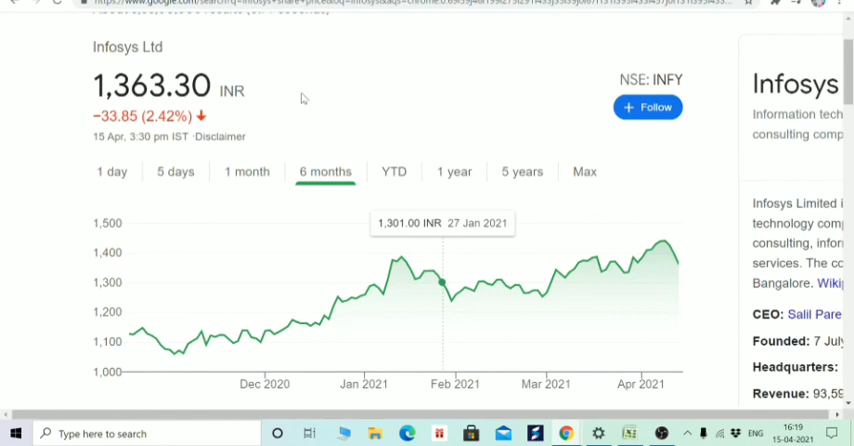 Infosys Ltd
1,363.30 INR
−33.85 (2.42%)
15 Apr, 3:30 pm IST ·Disclaimer
NSE: INFY
+ Follow
1 day 5 days 1 month 6 months YTD 1 year 5 years Max
1,301.00 INR 27 Jan 2021
1,500
1,400
1,300
1,200
1,100
1,000
Dec 2020 Jan 2021 Feb 2021 Mar 2021 Apr 2021
Infosys
Information tech
consulting comp
Infosys Limited i
technology com
consulting, infor
services. The co
Bangalore. Wiki
CEO: Salil Pare
Founded: 7 July
Headquarters:
Revenue: 93,59
Type here to search
ENG
16:19
15-04-2021